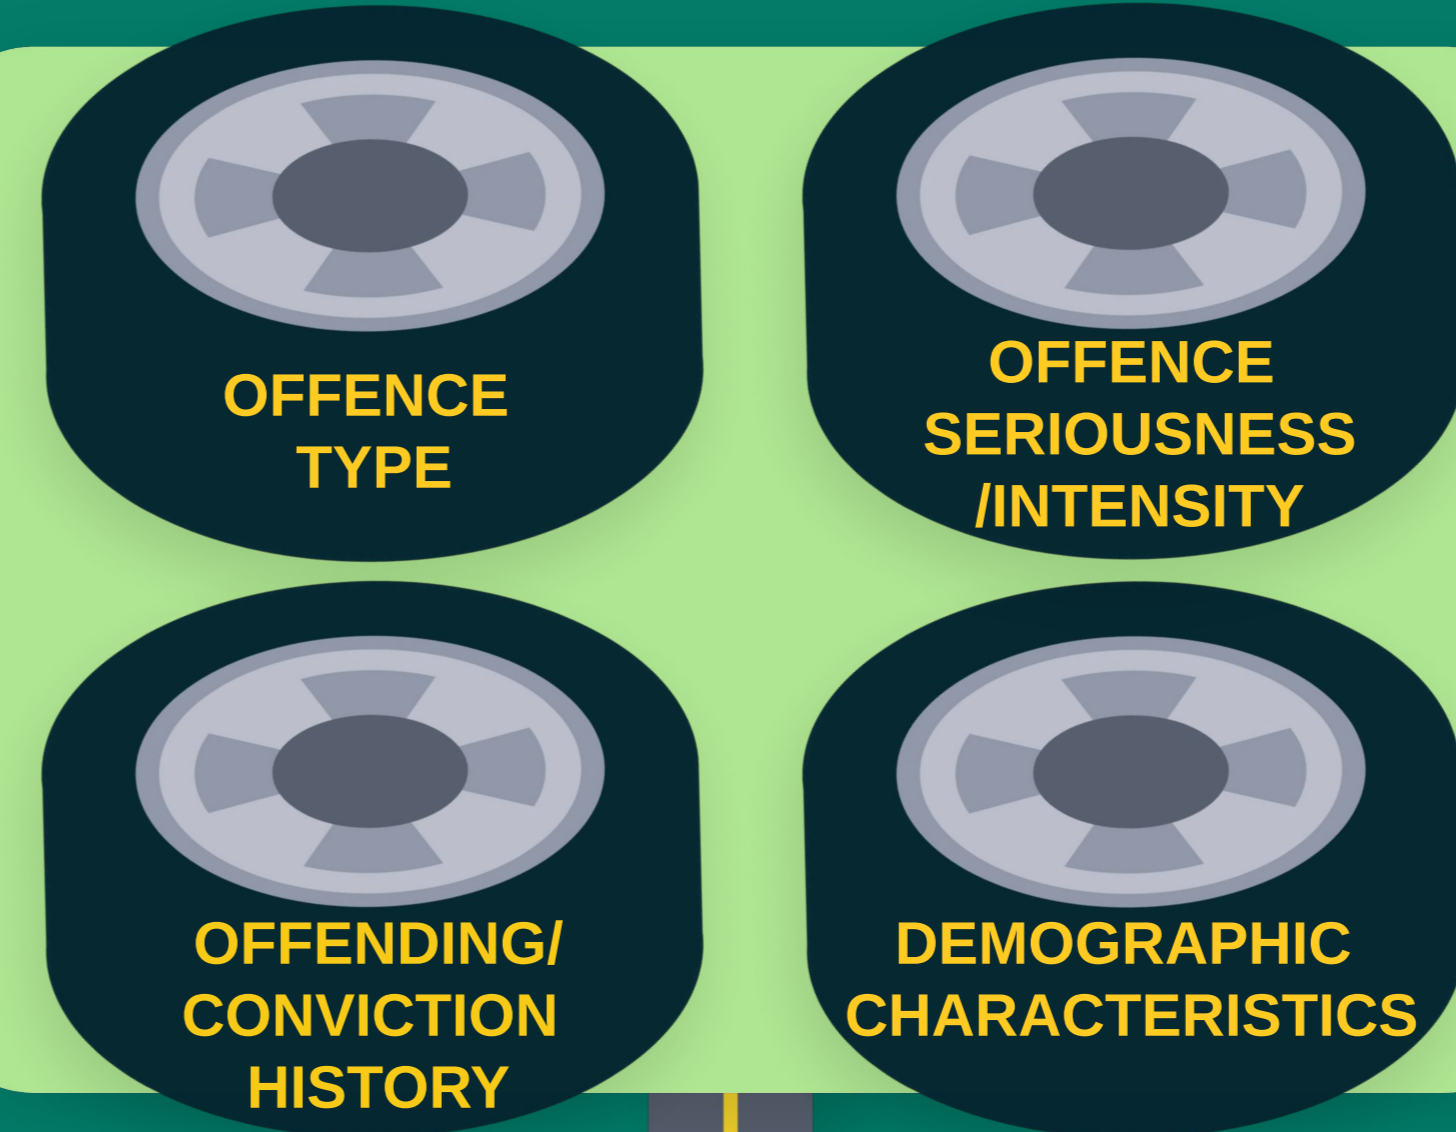 OFFENCE
TYPE
OFFENCE
SERIOUSNESS
/INTENSITY
OFFENDING/
CONVICTION
HISTORY
DEMOGRAPHIC
CHARACTERISTICS